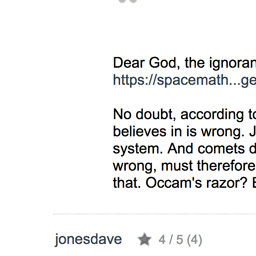 Dear God, the ignoran
https://spacemath...ge
No doubt, according to
believes in is wrong. J
system. And comets d
wrong, must therefore
that. Occam's razor? E
jonesdave 4 / 5 (4)